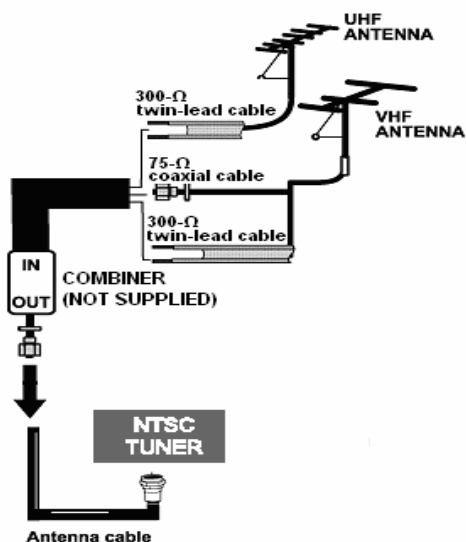 UHF
ANTENNA
300-Ω
twin-lead cable
VHF
ANTENNA
75-Ω
coaxial cable
300-Ω
twin-lead cable
IN
OUT
COMBINER
(NOT SUPPLIED)
NTSC
TUNER
Antenna cable